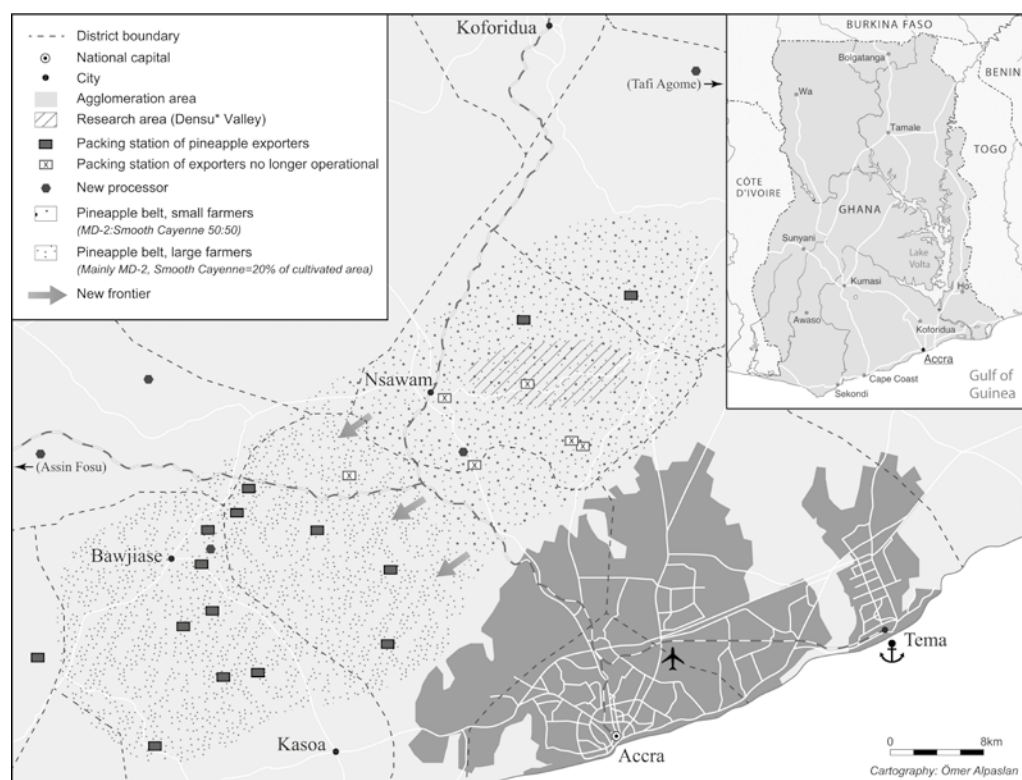 District boundary
National capital
City
Agglomeration area
Research area (Densu* Valley)
Packing station of pineapple exporters
Packing station of exporters no longer operational
New processor
Pineapple belt, small farmers
(MD-2:Smooth Cayenne 50:50)
Pineapple belt, large farmers
(Mainly MD-2, Smooth Cayenne=20% of cultivated area)
New frontier
Koforidua
(Tafi Agome)
Nsawam
(Assin Fosu)
Bawjiase
Kasoa
Accra
Tema
BURKINA FASO
BENIN
TOGO
CÔTE
D'IVOIRE
GHANA
Bolgatanga
Wa
Tamale
Sunyani
Lake
Volta
Kumasi
Ho
Awaso
Koforidua
Accra
Cape Coast
Sekondi
Gulf of
Guinea
0 8km
Cartography: Ömer Alpaslan